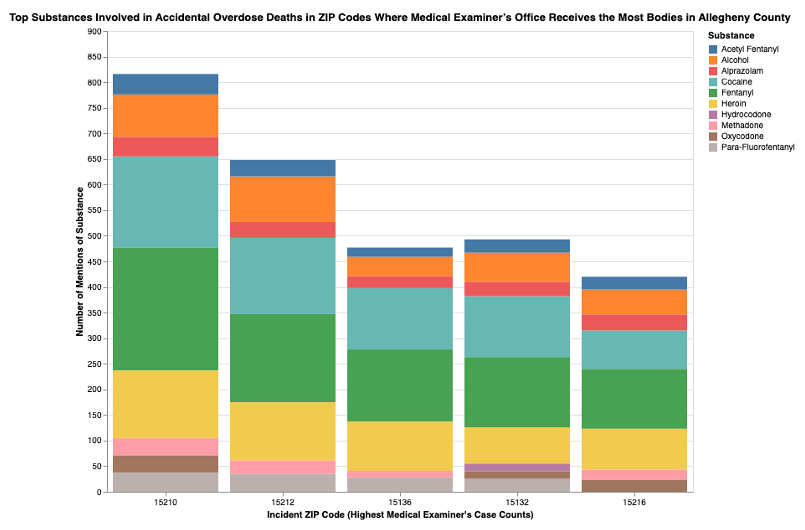 Top Substances Involved in Accidental Overdose Deaths in ZIP Codes Where Medical Examiner's Office Receives the Most Bodies in Allegheny County
Number of Mentions of Substance
900
850
800
750
700
650
600
550
500
450
400
350
300
250
200
150
100
50
0
15210 15212 15136 15132 15216
Incident ZIP Code (Highest Medical Examiner's Case Counts)
Substance
Acetyl Fentanyl
Alcohol
Alprazolam
Cocaine
Fentanyl
Heroin
Hydrocodone
Methadone
Oxycodone
Para-Fluorofentanyl